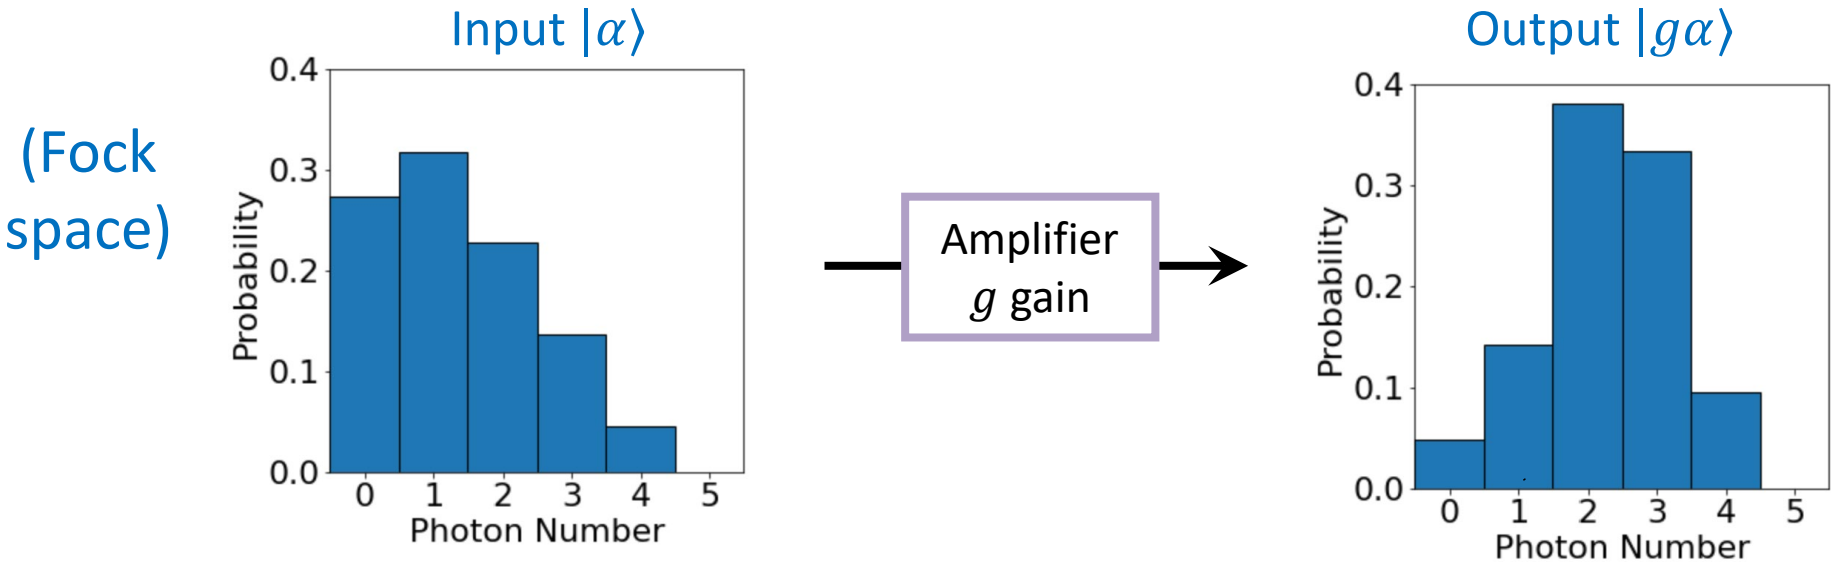 Input |α⟩
Output |gα⟩
(Fock
space)
0.4
0.3
0.2
0.1
0.0
Probability
0 1 2 3 4 5
Photon Number
Amplifier
g gain
0.4
0.3
0.2
0.1
0.0
Probability
0 1 2 3 4 5
Photon Number